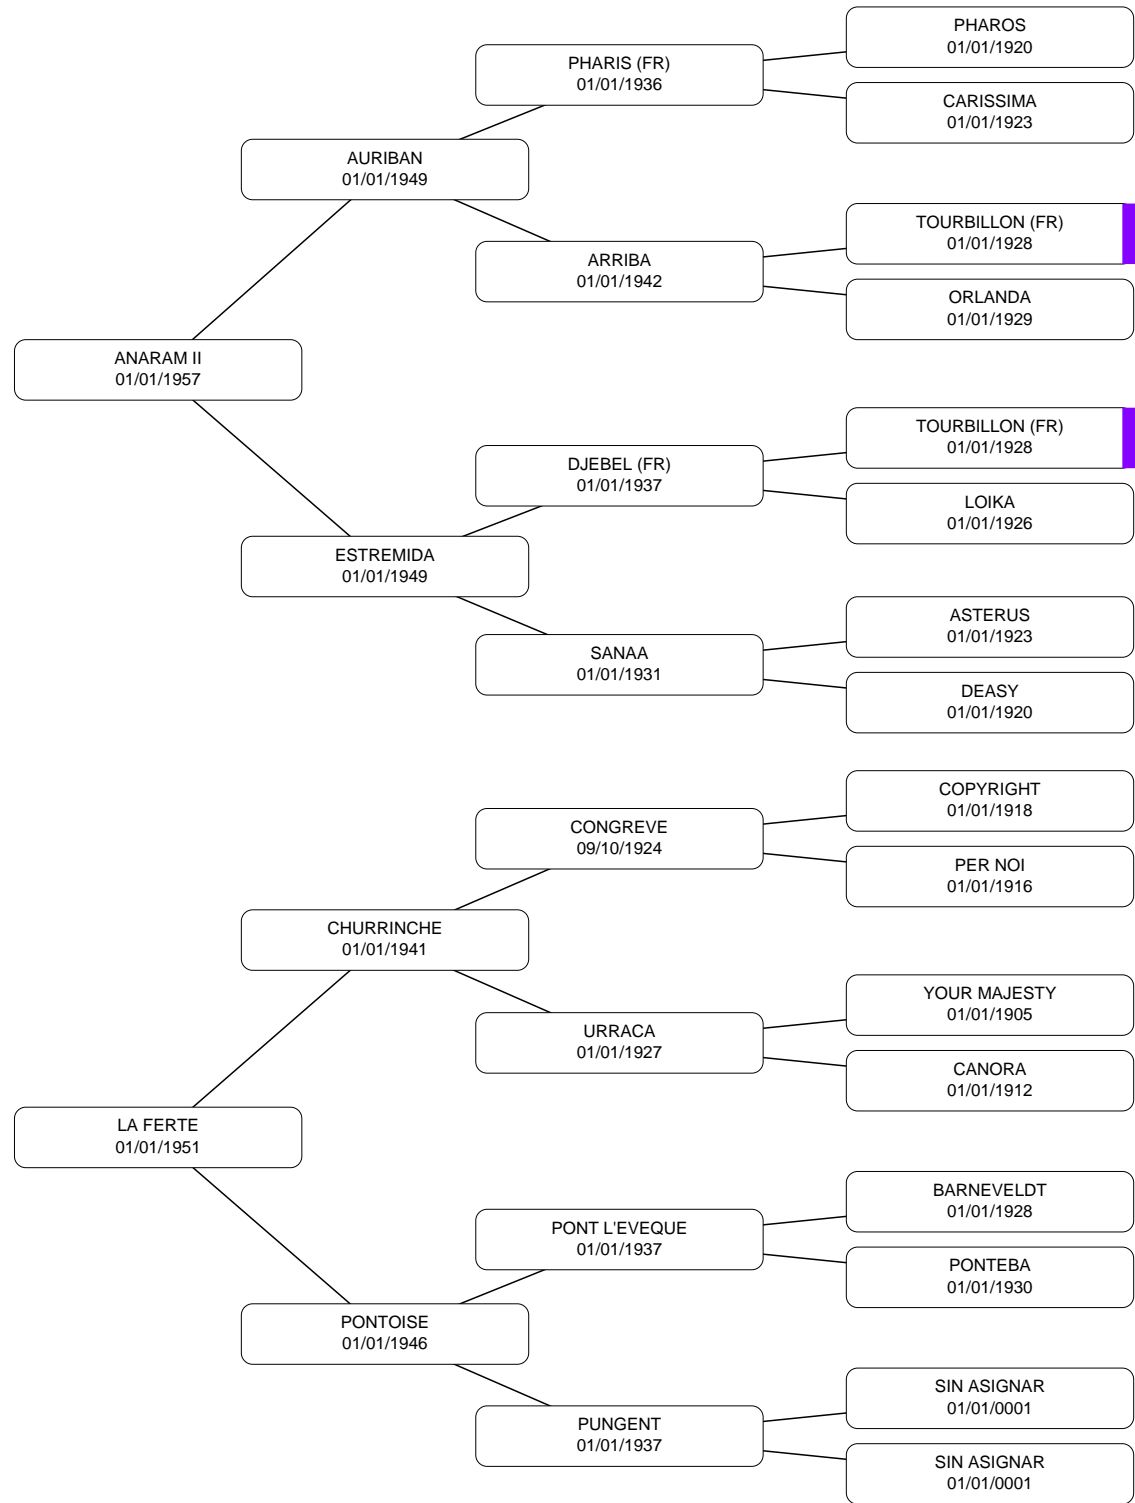 PHAROS
01/01/1920
PHARIS (FR)
01/01/1936
CARISSIMA
01/01/1923
AURIBAN
01/01/1949
TOURBILLON (FR)
01/01/1928
ARRIBA
01/01/1942
ORLANDA
01/01/1929
ANARAM II
01/01/1957
TOURBILLON (FR)
01/01/1928
DJEBEL (FR)
01/01/1937
LOIKA
01/01/1926
ESTREMIDA
01/01/1949
ASTERUS
01/01/1923
SANAA
01/01/1931
DEASY
01/01/1920
COPYRIGHT
01/01/1918
CONGREVE
09/10/1924
PER NOI
01/01/1916
CHURRINCHE
01/01/1941
YOUR MAJESTY
01/01/1905
URRACA
01/01/1927
CANORA
01/01/1912
LA FERTE
01/01/1951
BARNEVELDT
01/01/1928
PONT L'EVEQUE
01/01/1937
PONTEBA
01/01/1930
PONTOISE
01/01/1946
SIN ASIGNAR
01/01/0001
PUNGENT
01/01/1937
SIN ASIGNAR
01/01/0001